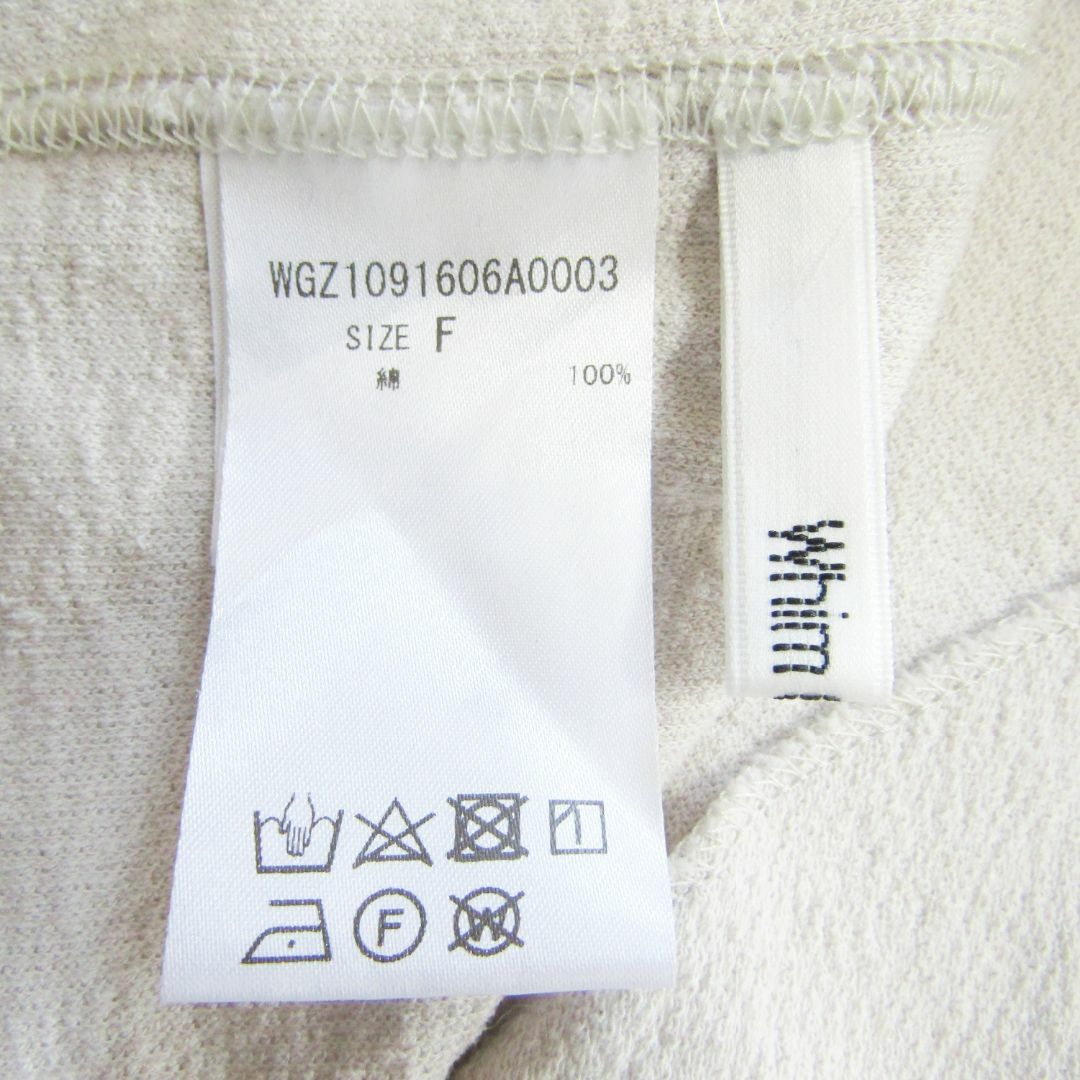 WGZ1091606A0003
SIZE F
綿 100%
F
W
Whim